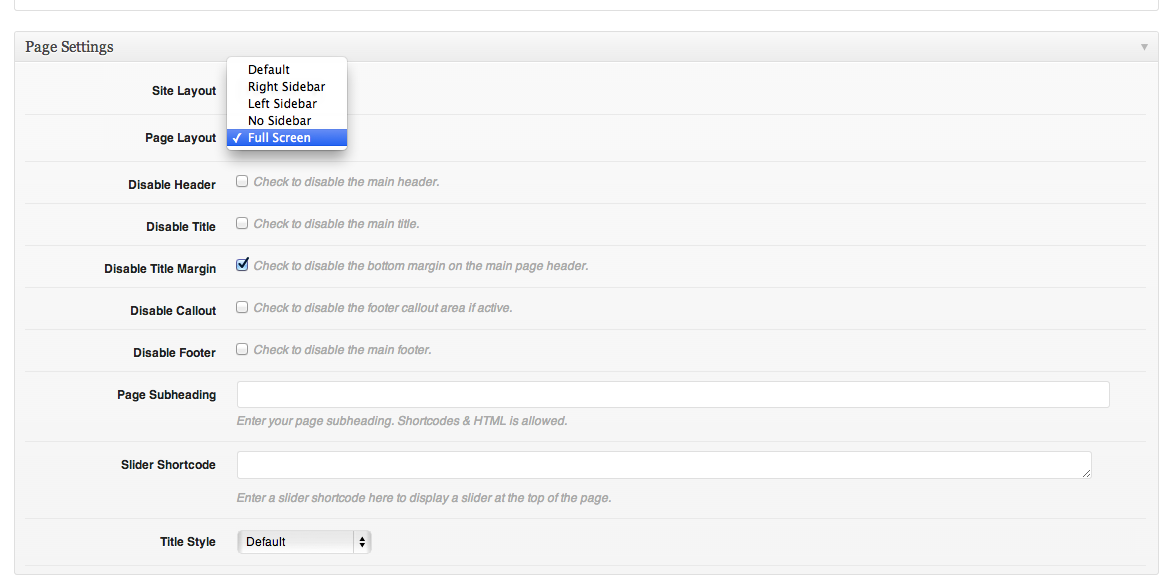 Page Settings
Site Layout
Default
Right Sidebar
Left Sidebar
No Sidebar
Page Layout
✓ Full Screen
Disable Header Check to disable the main header.
Disable Title Check to disable the main title.
Disable Title Margin Check to disable the bottom margin on the main page header.
Disable Callout Check to disable the footer callout area if active.
Disable Footer Check to disable the main footer.
Page Subheading
Enter your page subheading. Shortcodes & HTML is allowed.
Slider Shortcode
Enter a slider shortcode here to display a slider at the top of the page.
Title Style Default